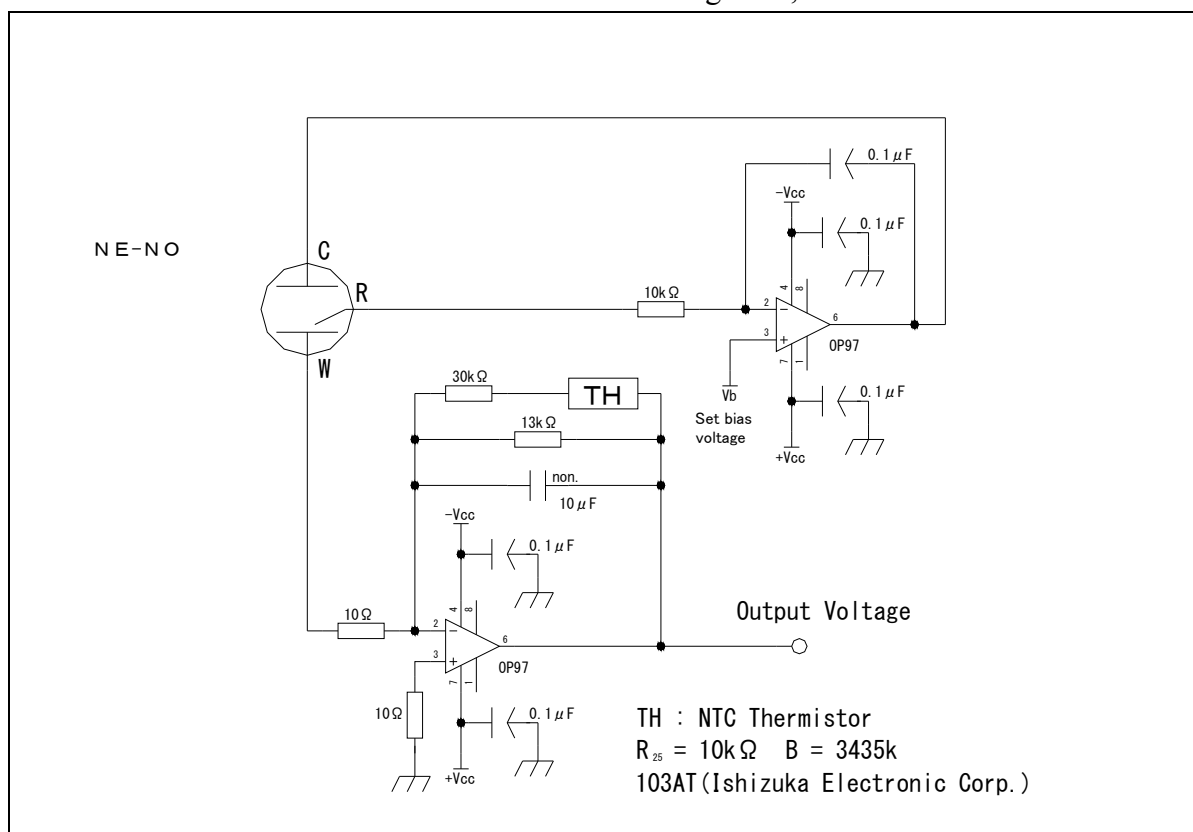 0.1μF
-Vcc
0.1μF
NE-NO
C
R
10kΩ
4
8
2
-
6
3
+
OP97
7
1
W
30kΩ
TH
Vb
0.1μF
Set bias
voltage
13kΩ
+Vcc
non.
10μF
-Vcc
0.1μF
Output Voltage
10Ω
4
8
2
-
6
3
+
OP97
7
1
10Ω
0.1μF
+Vcc
TH : NTC Thermistor
R₂₅ = 10kΩ B = 3435k
103AT(Ishizuka Electronic Corp.)